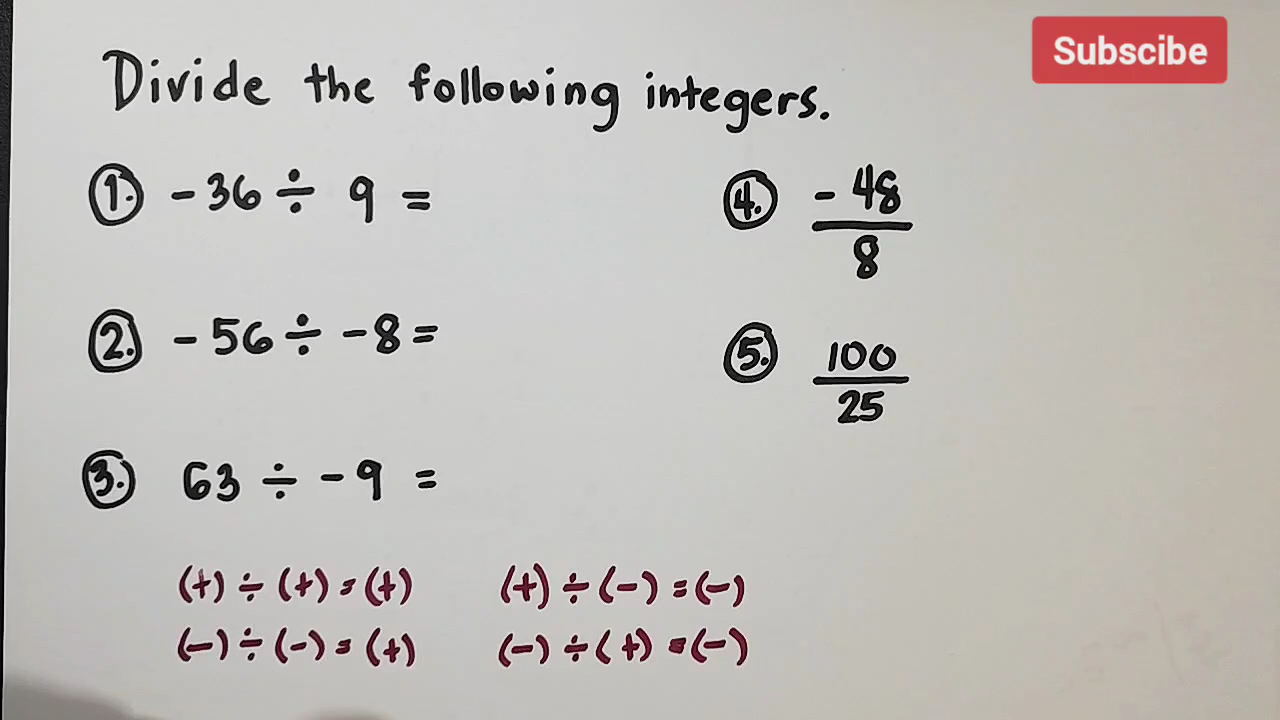 Subscibe
Divide the following integers.
1. -36 ÷ 9 =
2. -56 ÷ -8 =
3. 63 ÷ -9 =
4. -48
8
5. 100
25
(+) ÷ (+) = (+)
(-) ÷ (-) = (+)
(+) ÷ (-) = (-)
(-) ÷ (+) = (-)